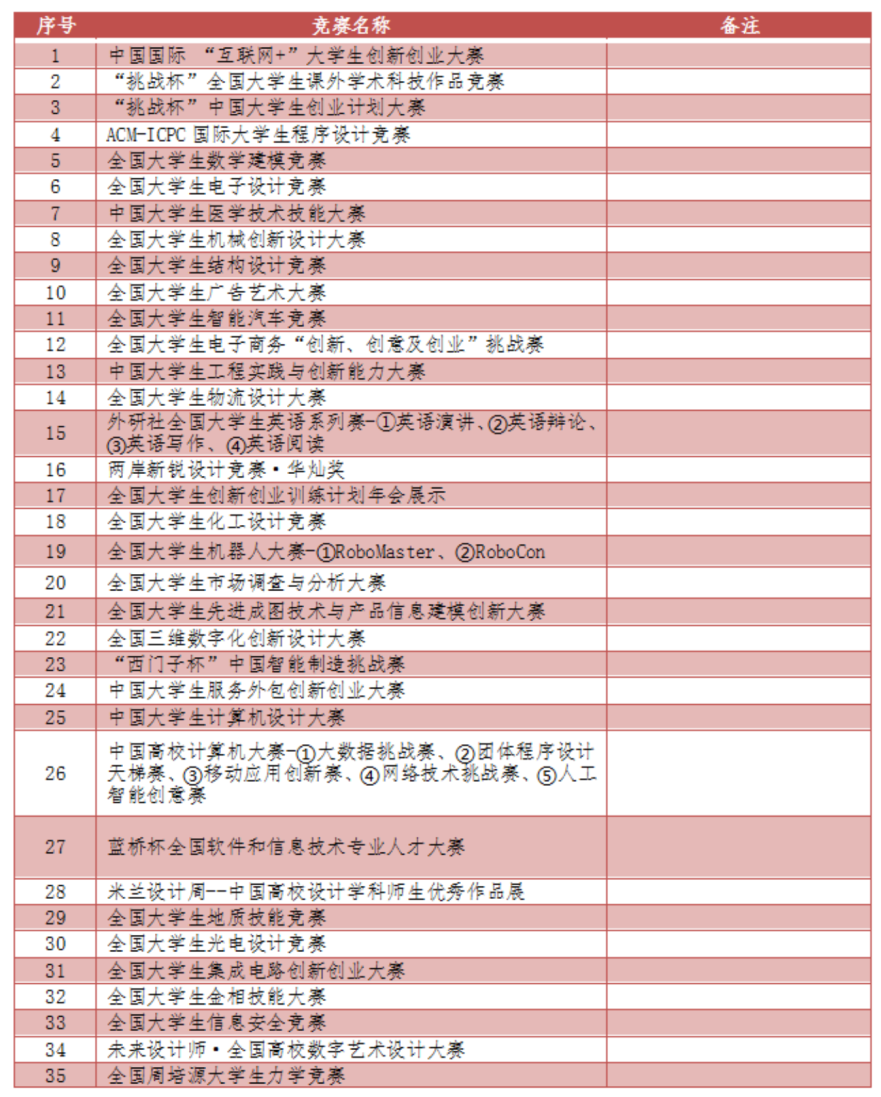 序号 竞赛名称 备注
1 中国国际 “互联网+”大学生创新创业大赛
2 “挑战杯”全国大学生课外学术科技作品竞赛
3 “挑战杯”中国大学生创业计划大赛
4 ACM-ICPC 国际大学生程序设计竞赛
5 全国大学生数学建模竞赛
6 全国大学生电子设计竞赛
7 中国大学生医学技术技能大赛
8 全国大学生机械创新设计大赛
9 全国大学生结构设计竞赛
10 全国大学生广告艺术大赛
11 全国大学生智能汽车竞赛
12 全国大学生电子商务“创新、创意及创业”挑战赛
13 中国大学生工程实践与创新能力大赛
14 全国大学生物流设计大赛
15 外研社全国大学生英语系列赛-①英语演讲、②英语辩论、
③英语写作、④英语阅读
16 两岸新锐设计竞赛·华灿奖
17 全国大学生创新创业训练计划年会展示
18 全国大学生化工设计竞赛
19 全国大学生机器人大赛-①RoboMaster、②RoboCon
20 全国大学生市场调查与分析大赛
21 全国大学生先进成图技术与产品信息建模创新大赛
22 全国三维数字化创新设计大赛
23 “西门子杯”中国智能制造挑战赛
24 中国大学生服务外包创新创业大赛
25 中国大学生计算机设计大赛
26 中国高校计算机大赛-①大数据挑战赛、②团体程序设计
天梯赛、③移动应用创新赛、④网络技术挑战赛、⑤人工
智能创意赛
27 蓝桥杯全国软件和信息技术专业人才大赛
28 米兰设计周--中国高校设计学科师生优秀作品展
29 全国大学生地质技能竞赛
30 全国大学生光电设计竞赛
31 全国大学生集成电路创新创业大赛
32 全国大学生金相技能大赛
33 全国大学生信息安全竞赛
34 未来设计师·全国高校数字艺术设计大赛
35 全国周培源大学生力学竞赛